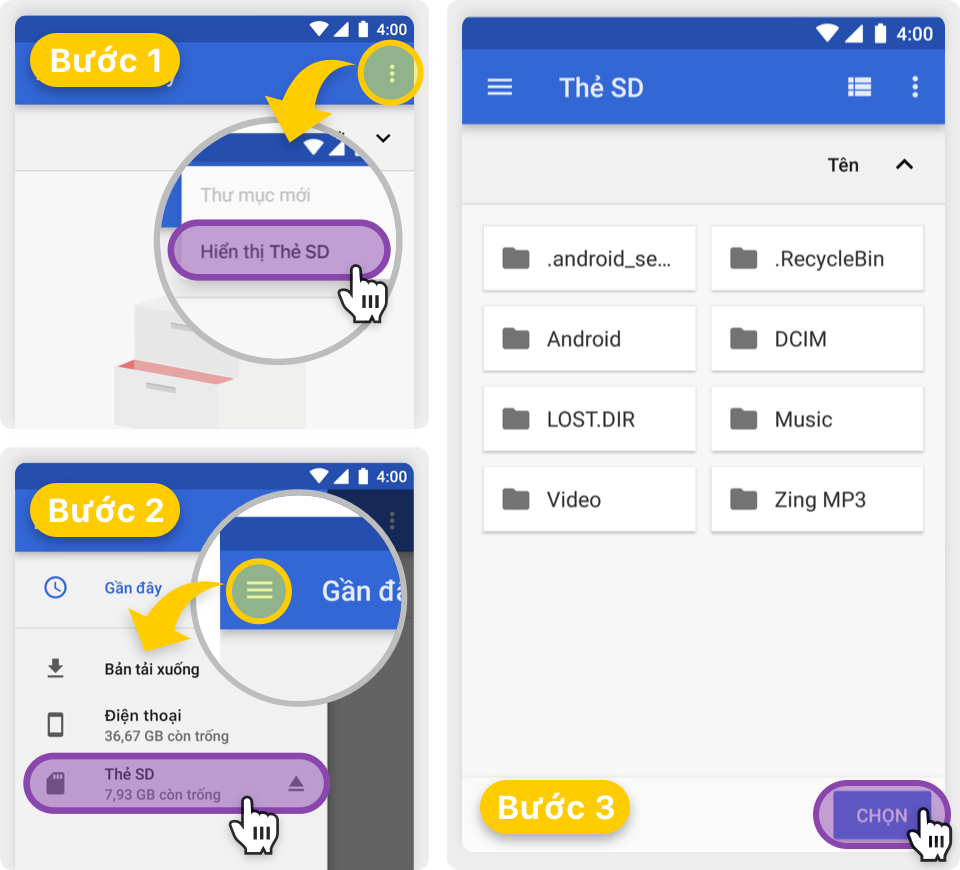 4:00
Bước 1
Thư mục mới
Hiển thị Thẻ SD
4:00
Bước 2
Gần đây
Gần đâ
Bản tải xuống
Điện thoại
36,67 GB còn trống
Thẻ SD
7,93 GB còn trống
4:00
Thẻ SD
Tên
.android_se...
.RecycleBin
Android
DCIM
LOST.DIR
Music
Video
Zing MP3
Bước 3
CHỌN